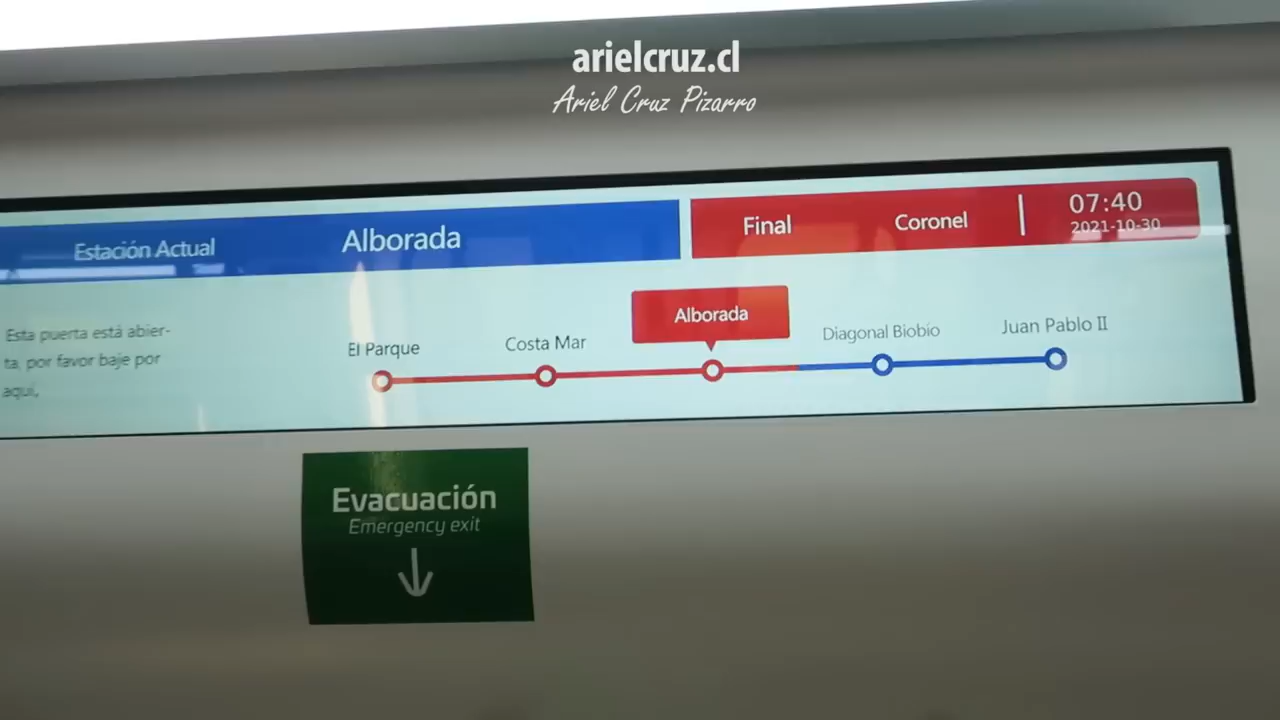 arielcruz.cl
Ariel Cruz Pizarro
Estación Actual
Alborada
Final
Coronel
07:40
2021-10-30
Esta puerta está abier-
ta, por favor baje por
aqui,
El Parque
Costa Mar
Alborada
Diagonal Biobío
Juan Pablo II
Evacuación
Emergency exit